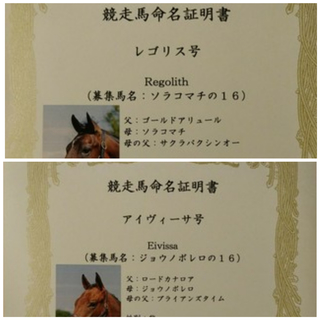 競走馬命名証明書
レゴリス号
Regolith
(募集馬名：ソラコマチの16)
父：ゴールドアリュール
母：ソラコマチ
母の父：サクラバクシンオー
競走馬命名証明書
アイヴィーサ号
Eivissa
(募集馬名：ジョウノボレロの16)
父：ロードカナロア
母：ジョウノボレロ
母の父：ブライアンズタイム